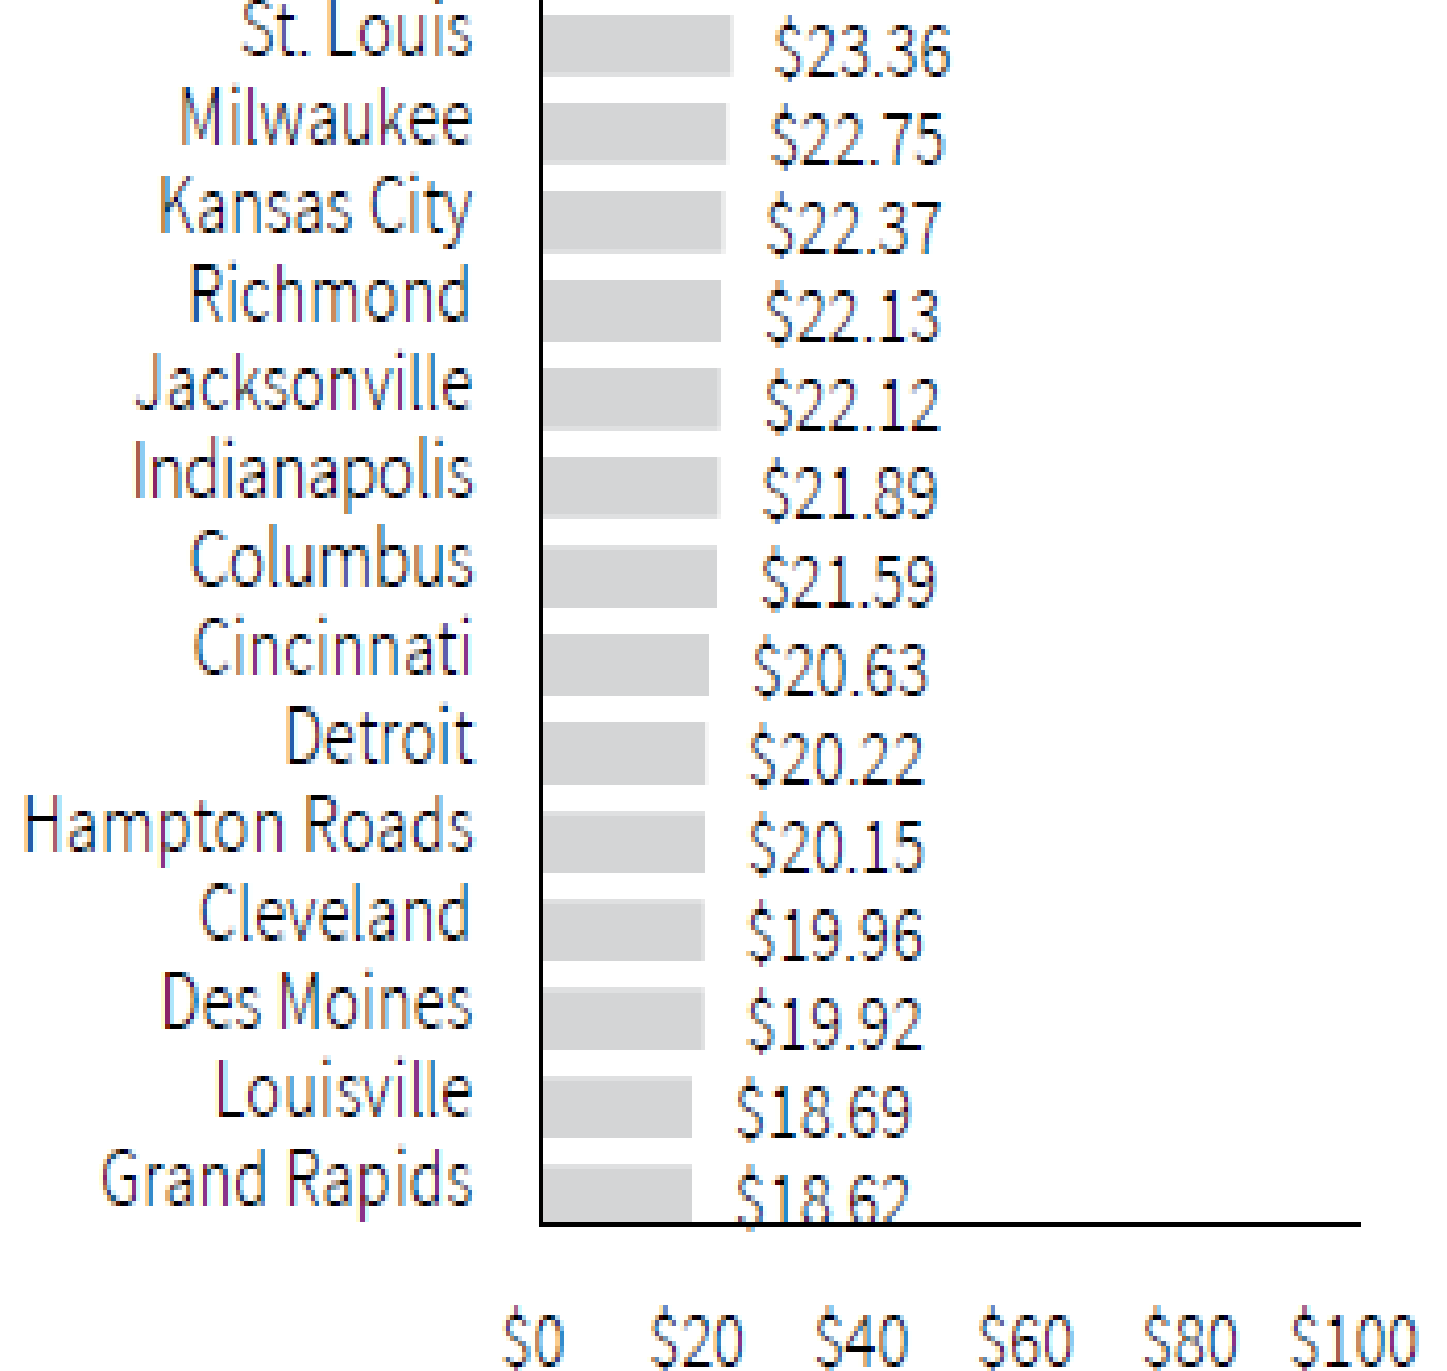 St. Louis $23.36
Milwaukee $22.75
Kansas City $22.37
Richmond $22.13
Jacksonville $22.12
Indianapolis $21.89
Columbus $21.59
Cincinnati $20.63
Detroit $20.22
Hampton Roads $20.15
Cleveland $19.96
Des Moines $19.92
Louisville $18.69
Grand Rapids $18.62
$0 $20 $40 $60 $80 $100